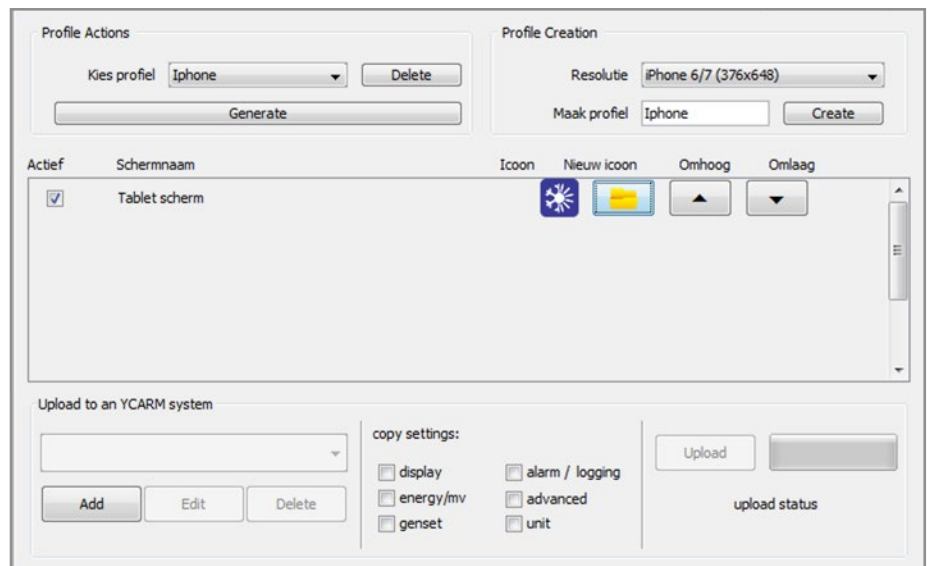 Profile Actions
Kies profiel Iphone Delete
Generate
Profile Creation
Resolutie iPhone 6/7 (376x648)
Maak profiel Iphone Create
Actief Schermnaam Icoon Nieuw icoon Omhoog Omlaag
Tablet scherm
Upload to an YCARM system
Add Edit Delete
copy settings:
display alarm / logging
energy/mv advanced
genset unit
Upload
upload status